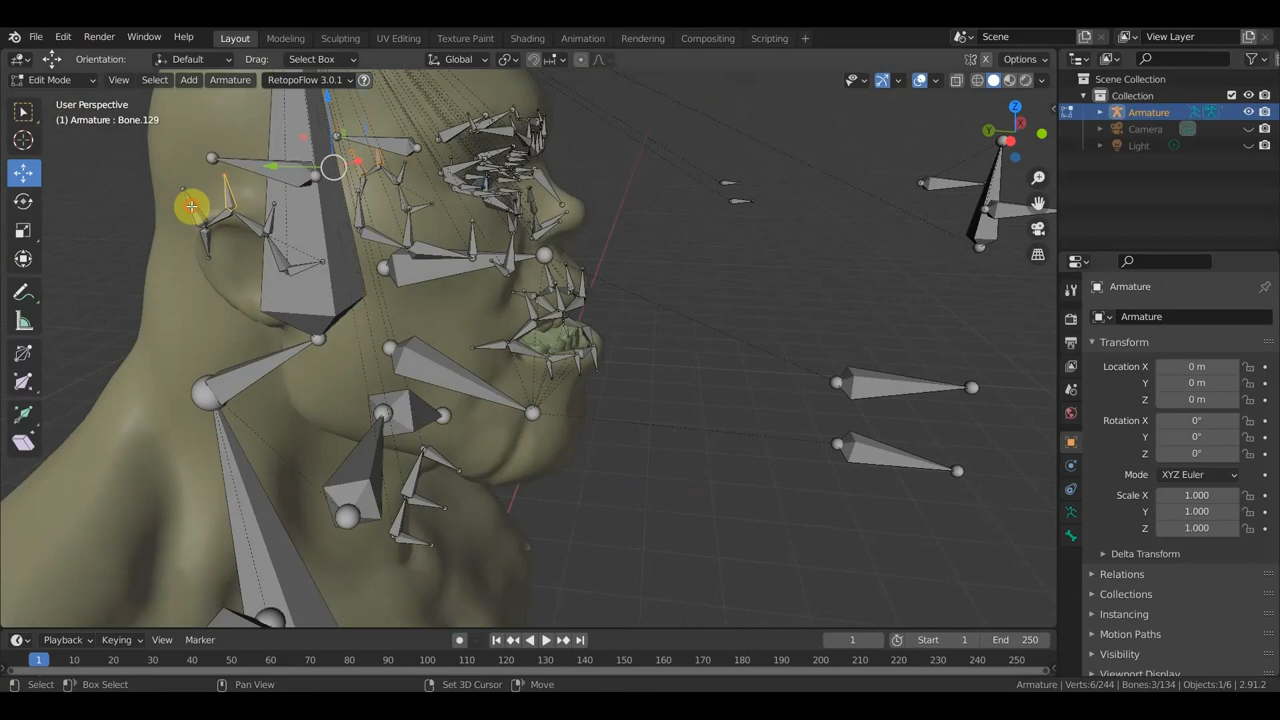 File Edit Render Window Help Layout Modeling Sculpting UV Editing Texture Paint Shading Animation Rendering Compositing Scripting + Scene View Layer
Orientation: Default Drag: Select Box Global X Options
Edit Mode View Select Add Armature RetopoFlow 3.0.1 ?
User Perspective
(1) Armature : Bone.129
Z
X
Y
Scene Collection
Collection
Armature
Camera
Light
Armature
Armature
Transform
Location X 0 m
Y 0 m
Z 0 m
Rotation X 0°
Y 0°
Z 0°
Mode XYZ Euler
Scale X 1.000
Y 1.000
Z 1.000
Delta Transform
Relations
Collections
Instancing
Motion Paths
Visibility
Viewport Display
Playback Keying View Marker 1 Start 1 End 250
1 10 20 30 40 50 60 70 80 90 100 110 120 130 140 150 160 170 180 190 200 210 220 230 240 250
Select Box Select Pan View Set 3D Cursor Move Armature | Verts:6/244 | Bones:3/134 | Objects:1/6 | 2.91.2